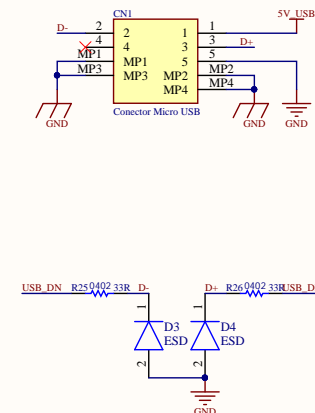 CN1
5V_USB
D- 2 2 1 1
4 4 3 3 D+
MP1 MP1 5 5
MP3 MP3 MP2 MP2
MP4 MP4
GND Conector Micro USB GND GND
USB_DN R25 0402 33R D- D+ R26 0402 33R USB_D
1 1
D3 D4
ESD ESD
2 2
GND